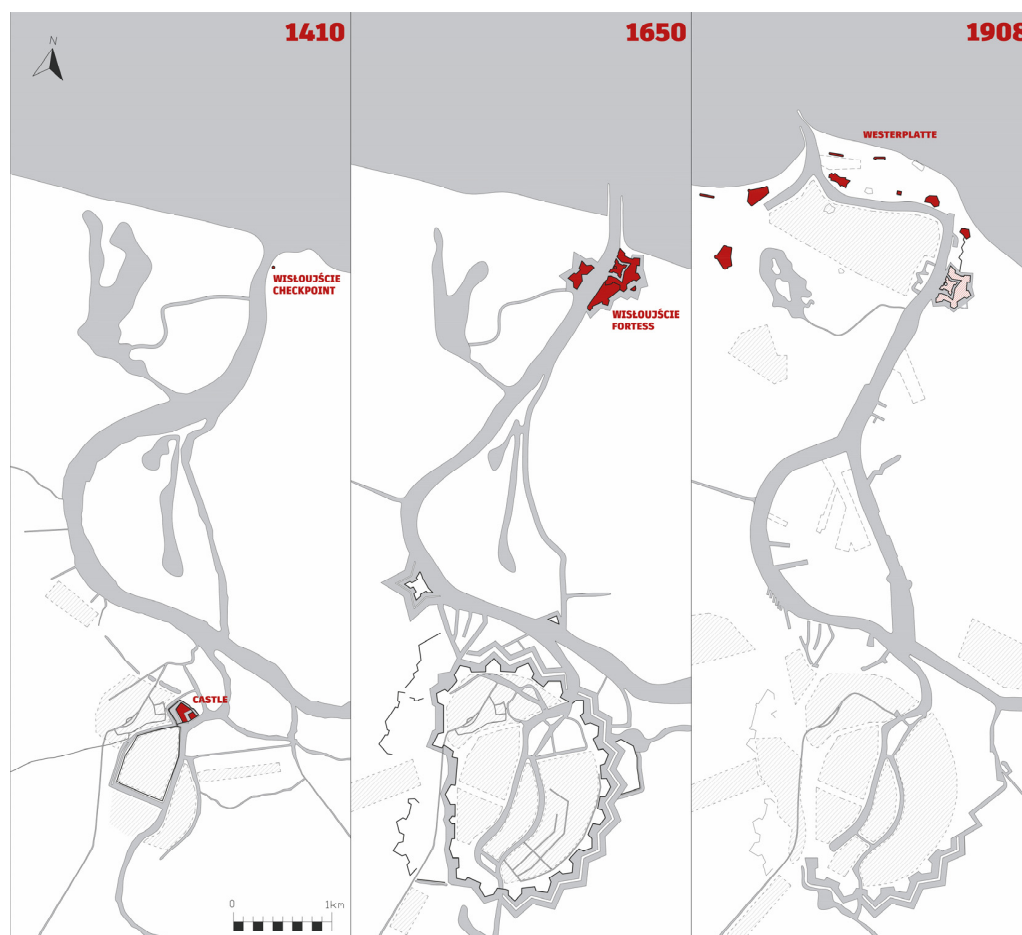 1410
1650
1908
N
WESTERPLATTE
WISŁOUJŚCIE
CHECKPOINT
WISŁOUJŚCIE
FORTESS
CASTLE
0 1km